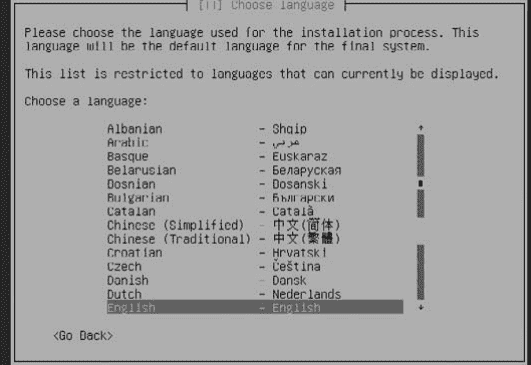 [!!] Choose language
Please choose the language used for the installation process. This
language will be the default language for the final system.
This list is restricted to languages that can currently be displayed.
Choose a language:
Albanian - Shqip
Arabic - عربي
Basque - Euskaraz
Belarusian - Беларуская
Bosnian - Bosanski
Bulgarian - Български
Catalan - Català
Chinese (Simplified) - 中文(简体)
Chinese (Traditional) - 中文(繁體)
Croatian - Hrvatski
Czech - Čeština
Danish - Dansk
Dutch - Nederlands
English - English
<Go Back>